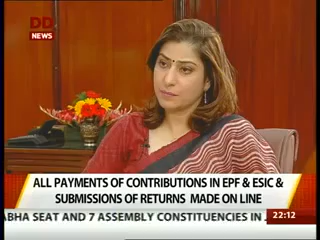 DD
NEWS
ALL PAYMENTS OF CONTRIBUTIONS IN EPF & ESIC &
SUBMISSIONS OF RETURNS MADE ON LINE
ABHA SEAT AND 7 ASSEMBLY CONSTITUENCIES IN
22:12